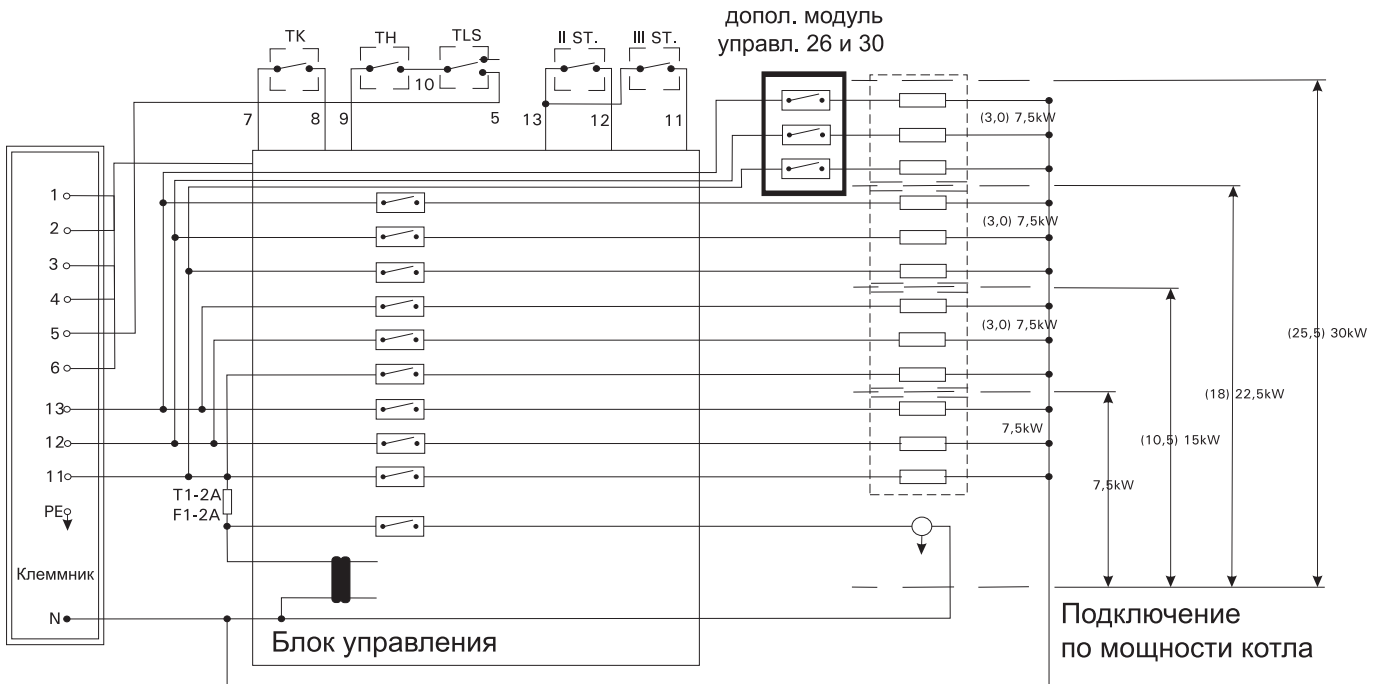 допол. модуль
управл. 26 и 30
TK
TH
TLS
II ST.
III ST.
10
7
8
9
5
13
12
11
(3,0) 7,5kW
(3,0) 7,5kW
(3,0) 7,5kW
7,5kW
1
2
3
4
5
6
13
12
11
PE
N
T1-2A
F1-2A
Клеммник
Блок управления
(25,5) 30kW
(18) 22,5kW
(10,5) 15kW
7,5kW
Подключение
по мощности котла